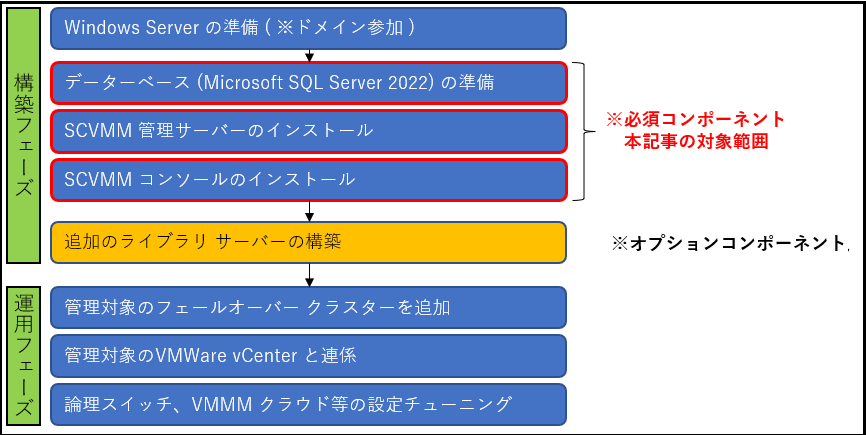 構築フェーズ
Windows Server の準備 ( ※ドメイン参加 )
データーベース (Microsoft SQL Server 2022) の準備
SCVMM 管理サーバーのインストール
SCVMM コンソールのインストール
※必須コンポーネント
本記事の対象範囲
追加のライブラリ サーバーの構築
※オプションコンポーネント
運用フェーズ
管理対象のフェールオーバー クラスターを追加
管理対象のVMWare vCenter と連係
論理スイッチ、VMMM クラウド等の設定チューニング